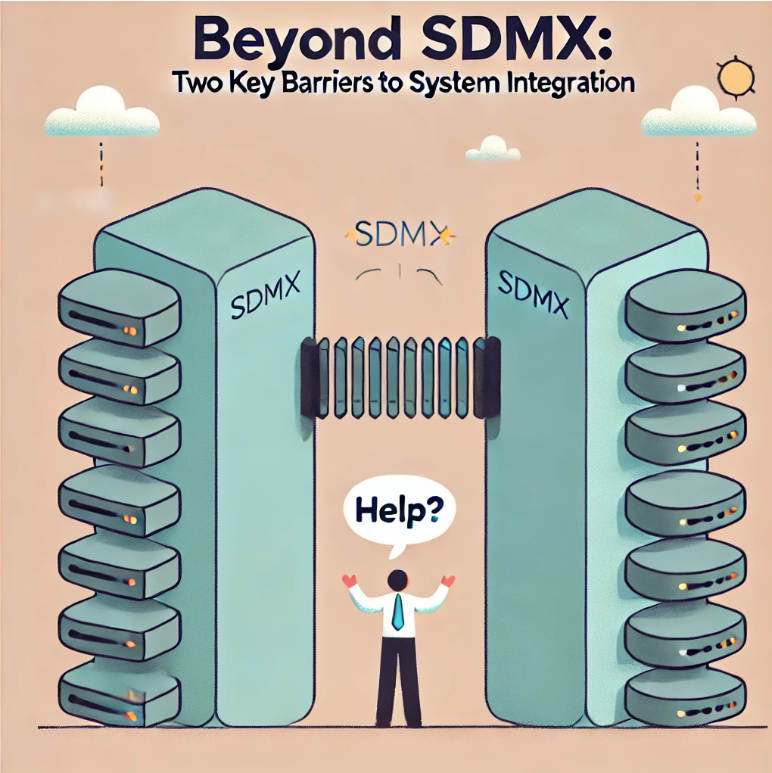 Beyond SDMX:
Two Key Barriers to System Integration
SDMX
SDMX
SDMX
Help?